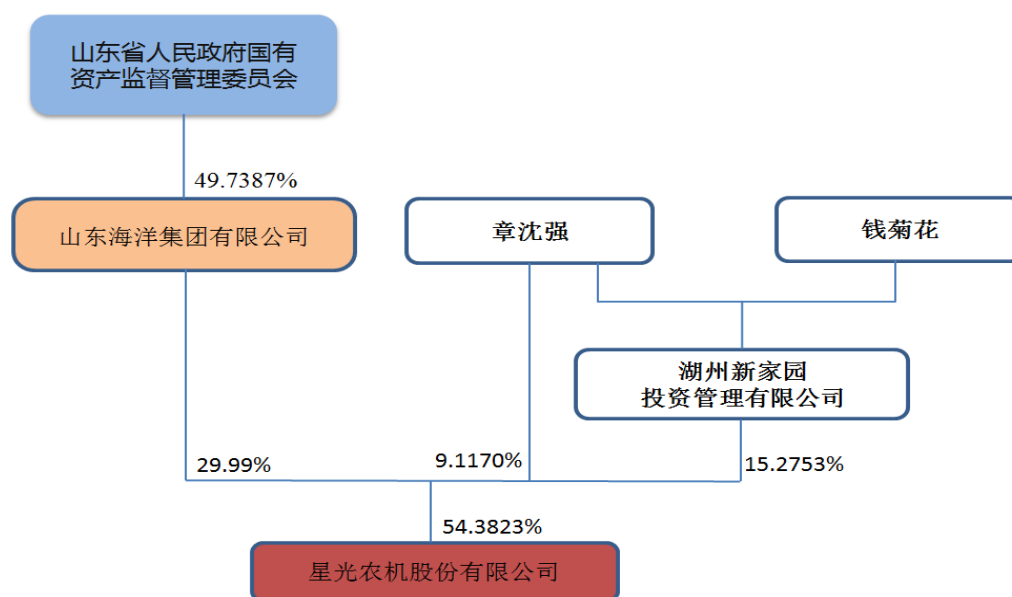 山东省人民政府国有
资产监督管理委员会
49.7387%
山东海洋集团有限公司
章沈强
钱菊花
湖州新家园
投资管理有限公司
29.99%
9.1170%
15.2753%
54.3823%
星光农机股份有限公司